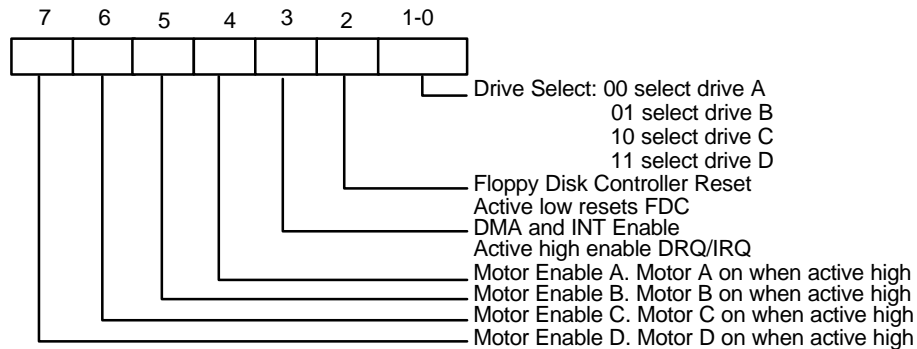 7 6 5 4 3 2 1-0
Drive Select: 00 select drive A
01 select drive B
10 select drive C
11 select drive D
Floppy Disk Controller Reset
Active low resets FDC
DMA and INT Enable
Active high enable DRQ/IRQ
Motor Enable A. Motor A on when active high
Motor Enable B. Motor B on when active high
Motor Enable C. Motor C on when active high
Motor Enable D. Motor D on when active high